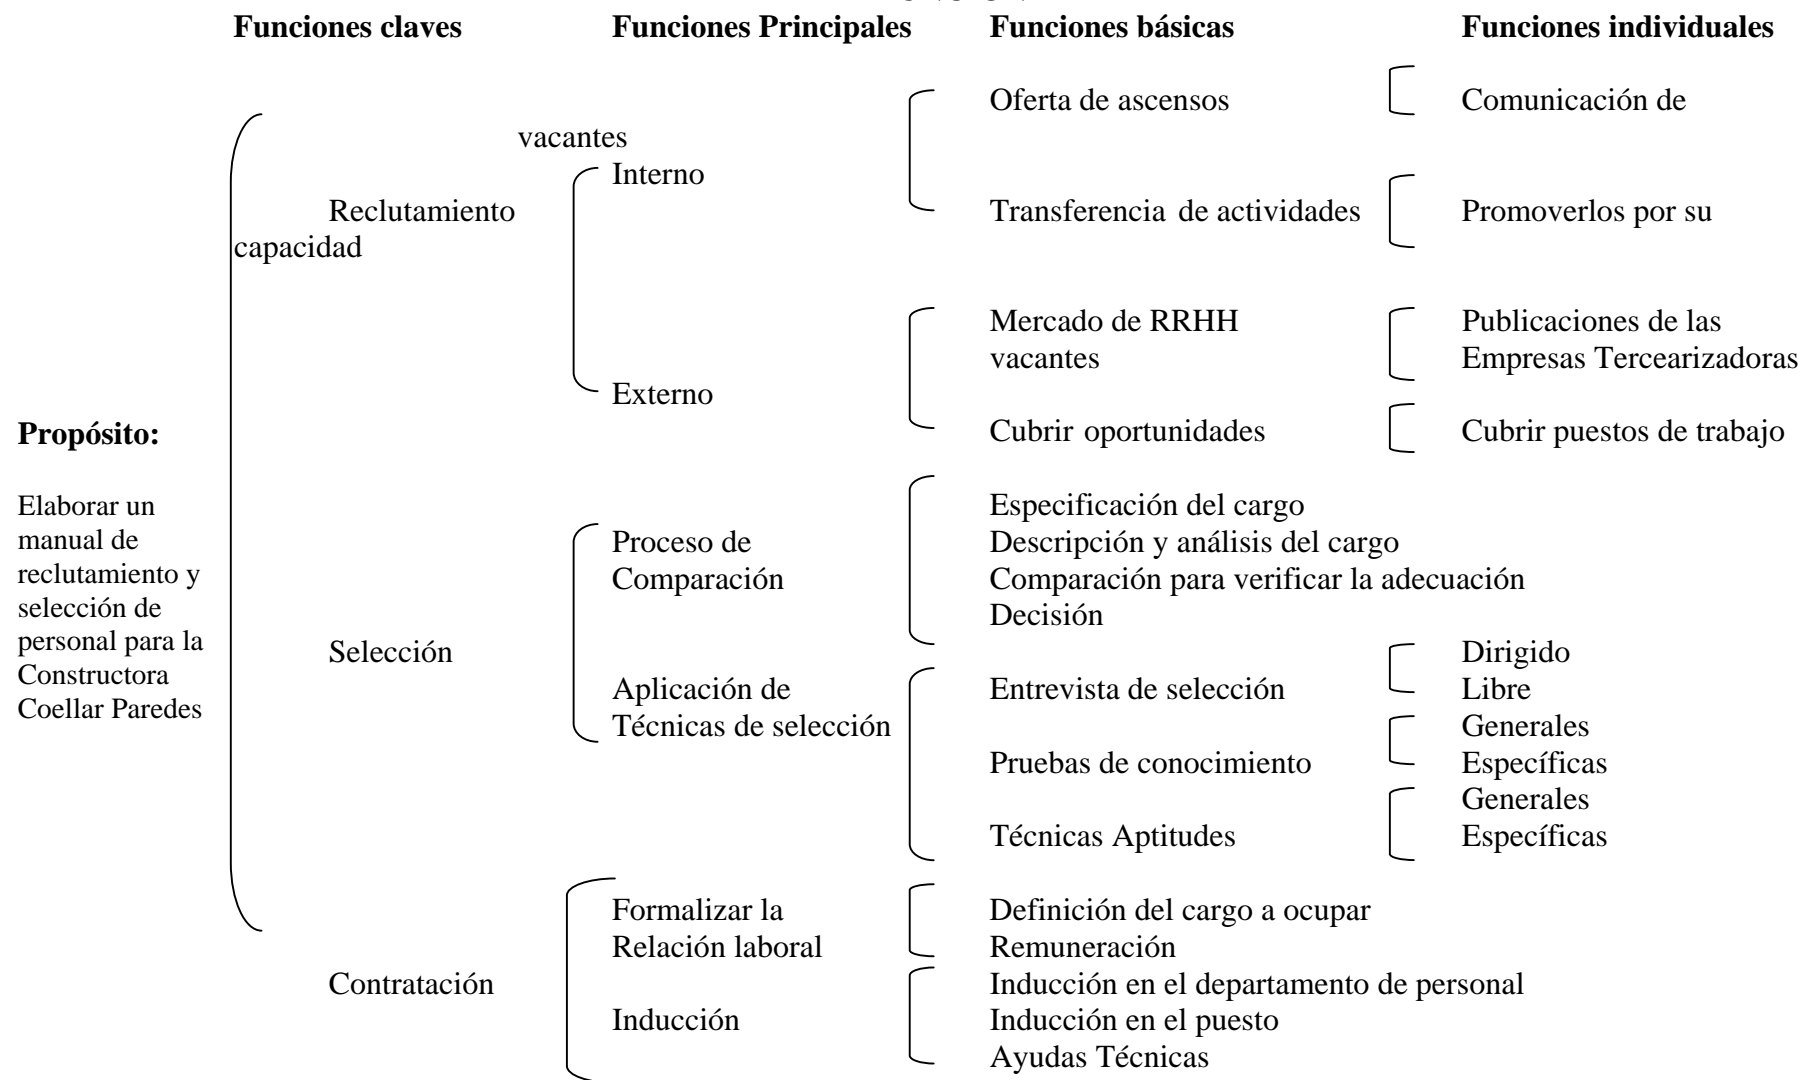 Funciones claves Funciones Principales Funciones básicas Funciones individuales
Oferta de ascensos Comunicación de
vacantes
Interno
Reclutamiento Transferencia de actividades Promoverlos por su
capacidad
Mercado de RRHH Publicaciones de las
vacantes Empresas Tercearizadoras
Externo
Propósito: Cubrir oportunidades Cubrir puestos de trabajo
Elaborar un Especificación del cargo
manual de Proceso de Descripción y análisis del cargo
reclutamiento y Comparación Comparación para verificar la adecuación
selección de Decisión
personal para la Selección Dirigido
Constructora Aplicación de Entrevista de selección Libre
Coellar Paredes Técnicas de selección Generales
Pruebas de conocimiento Específicas
Generales
Técnicas Aptitudes Específicas
Formalizar la Definición del cargo a ocupar
Relación laboral Remuneración
Contratación Inducción en el departamento de personal
Inducción Inducción en el puesto
Ayudas Técnicas